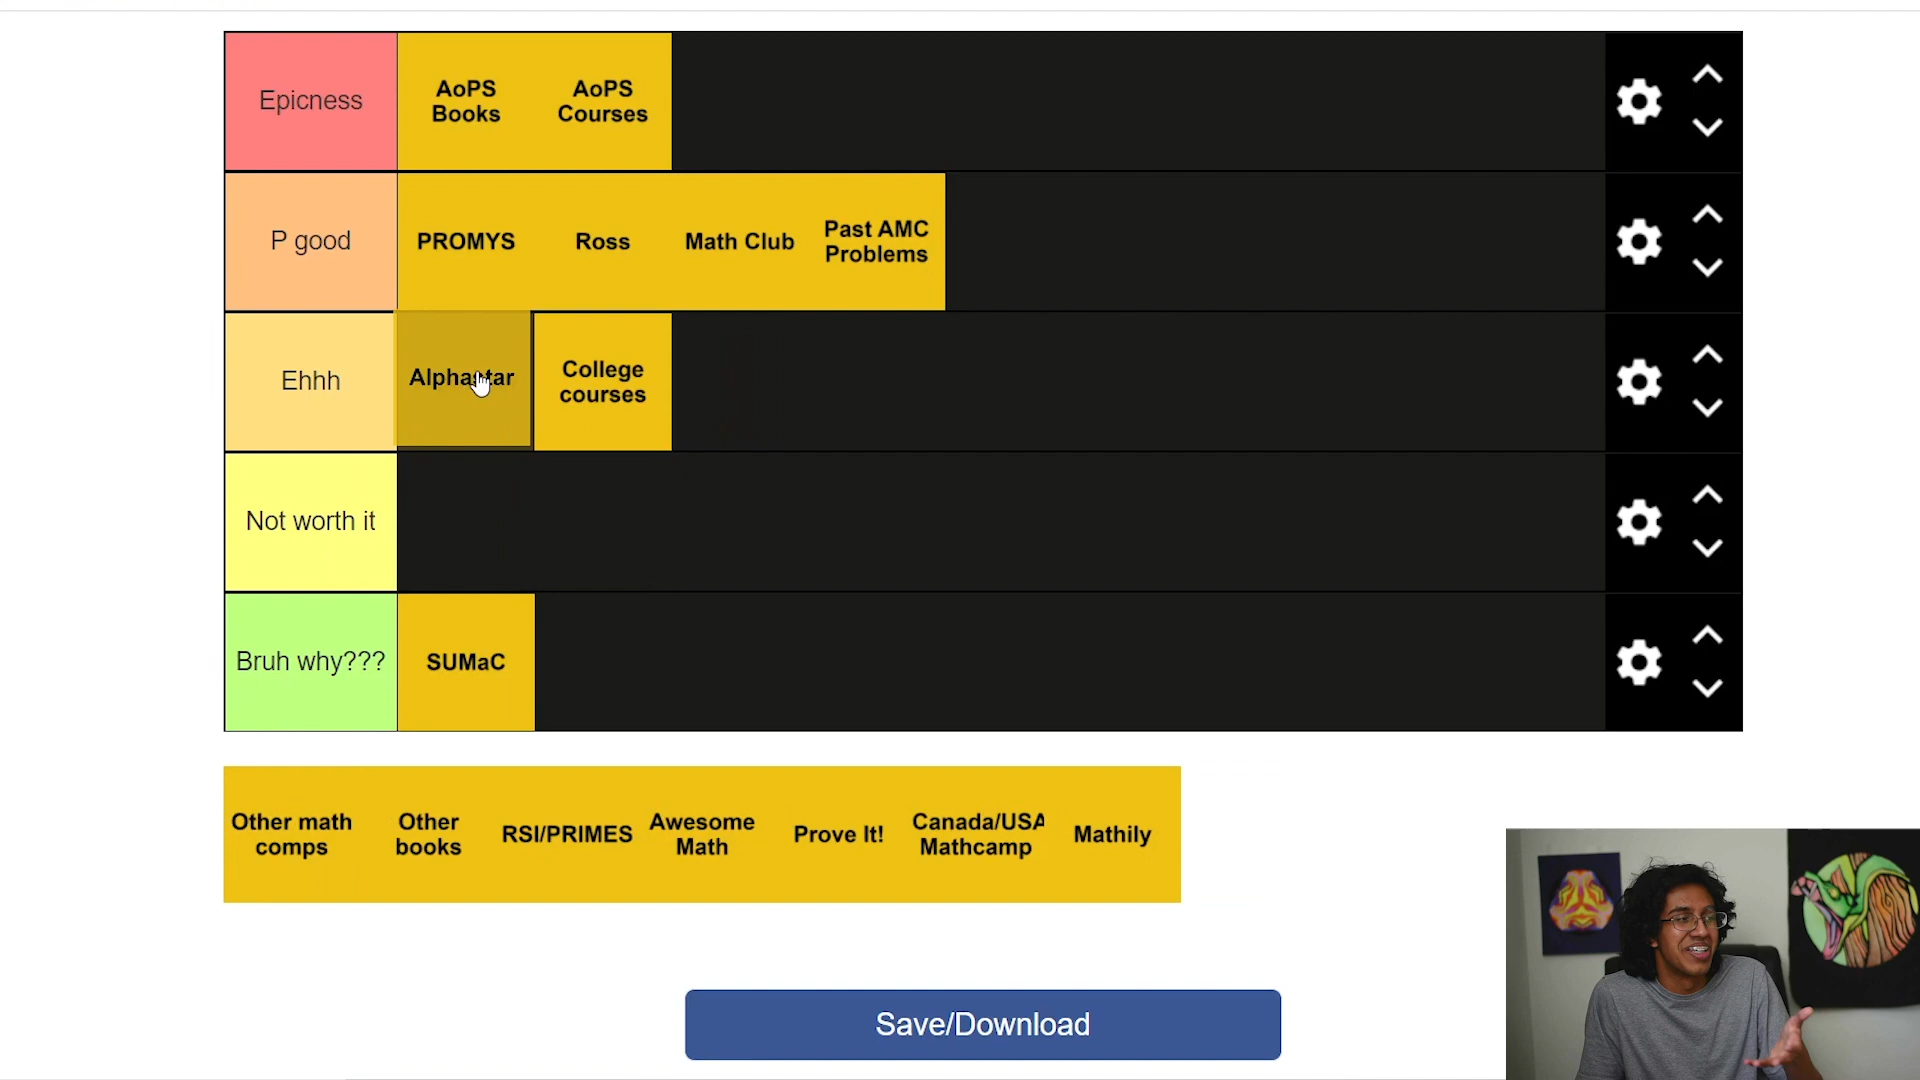 Epicness
AoPS
Books
AoPS
Courses
P good
PROMYS
Ross
Math Club
Past AMC
Problems
Ehhh
Alphastar
College
courses
Not worth it
Bruh why???
SUMaC
Other math
comps
Other
books
RSI/PRIMES
Awesome
Math
Prove It!
Canada/USA
Mathcamp
Mathily
Save/Download